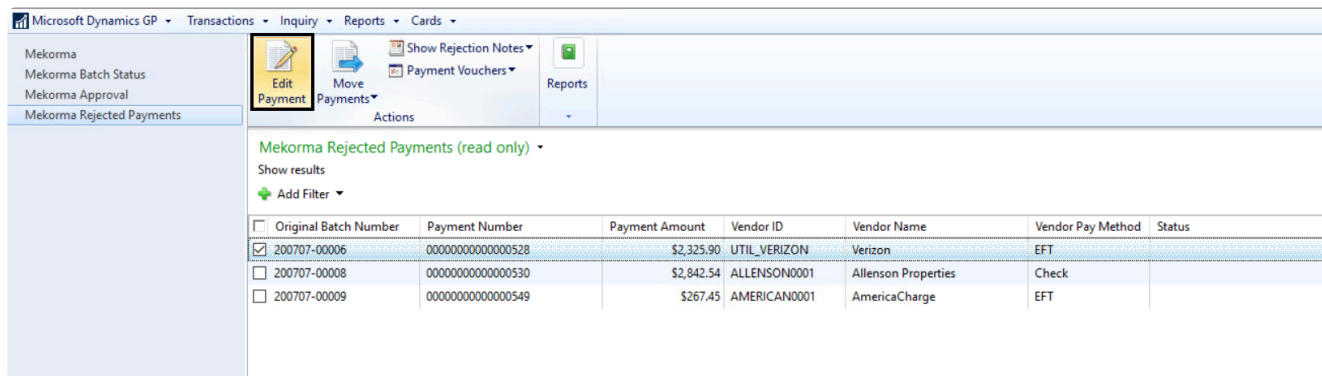 Microsoft Dynamics GP Transactions Inquiry Reports Cards
Mekorma
Mekorma Batch Status
Mekorma Approval
Mekorma Rejected Payments
Edit Payment
Move Payments
Show Rejection Notes
Payment Vouchers
Actions
Reports
Mekorma Rejected Payments (read only)
Show results
Add Filter
Original Batch Number Payment Number Payment Amount Vendor ID Vendor Name Vendor Pay Method Status
200707-00006 00000000000000528 $2,325.90 UTIL_VERIZON Verizon EFT
200707-00008 00000000000000530 $2,842.54 ALLENSON0001 Allenson Properties Check
200707-00009 00000000000000549 $267.45 AMERICAN0001 AmericaCharge EFT